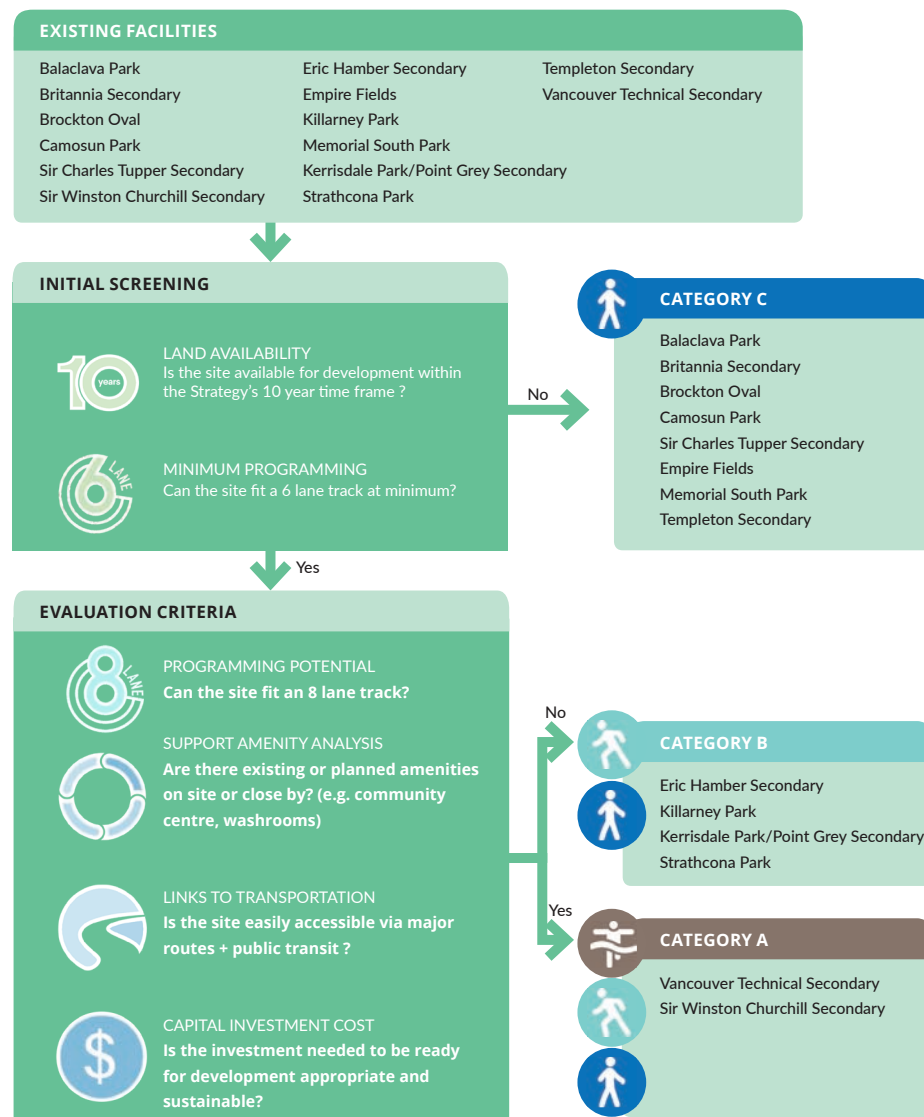 EXISTING FACILITIES
Balaclava Park
Britannia Secondary
Brockton Oval
Camosun Park
Sir Charles Tupper Secondary
Sir Winston Churchill Secondary
Eric Hamber Secondary
Empire Fields
Killarney Park
Memorial South Park
Kerrisdale Park/Point Grey Secondary
Strathcona Park
Templeton Secondary
Vancouver Technical Secondary
INITIAL SCREENING
10 years
LAND AVAILABILITY
Is the site available for development within
the Strategy's 10 year time frame ?
6 LANE
MINIMUM PROGRAMMING
Can the site fit a 6 lane track at minimum?
No
CATEGORY C
Balaclava Park
Britannia Secondary
Brockton Oval
Camosun Park
Sir Charles Tupper Secondary
Empire Fields
Memorial South Park
Templeton Secondary
Yes
EVALUATION CRITERIA
8 LANE
PROGRAMMING POTENTIAL
Can the site fit an 8 lane track?
SUPPORT AMENITY ANALYSIS
Are there existing or planned amenities
on site or close by? (e.g. community
centre, washrooms)
LINKS TO TRANSPORTATION
Is the site easily accessible via major
routes + public transit ?
$
CAPITAL INVESTMENT COST
Is the investment needed to be ready
for development appropriate and
sustainable?
No
CATEGORY B
Eric Hamber Secondary
Killarney Park
Kerrisdale Park/Point Grey Secondary
Strathcona Park
Yes
CATEGORY A
Vancouver Technical Secondary
Sir Winston Churchill Secondary